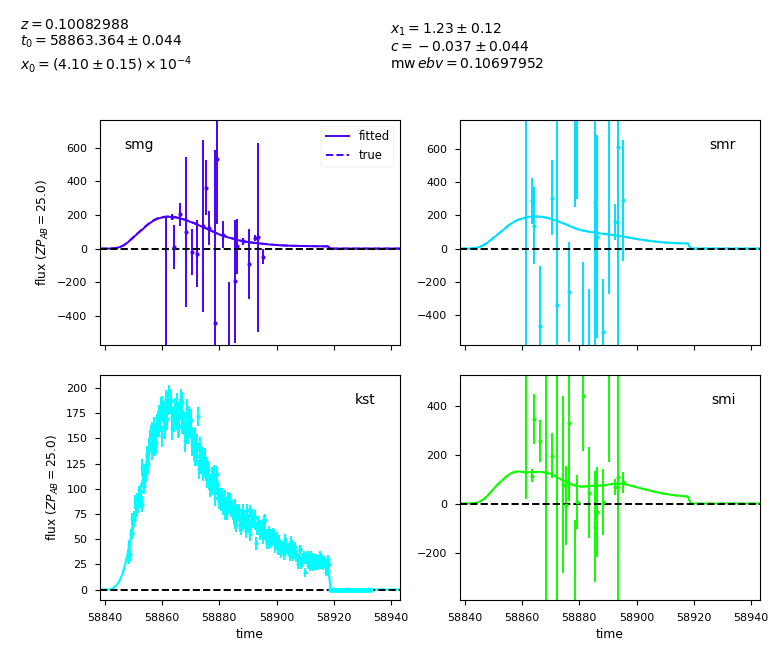 z = 0.10082988
t₀ = 58863.364 ± 0.044
x₀ = (4.10 ± 0.15) × 10⁻⁴
x₁ = 1.23 ± 0.12
c = −0.037 ± 0.044
mw ebv = 0.10697952
smg
fitted
true
600
400
200
0
−200
−400
flux (ZP_AB = 25.0)
smr
600
400
200
0
−200
−400
kst
200
175
150
125
100
75
50
25
0
flux (ZP_AB = 25.0)
58840 58860 58880 58900 58920 58940
time
smi
400
200
0
−200
58840 58860 58880 58900 58920 58940
time